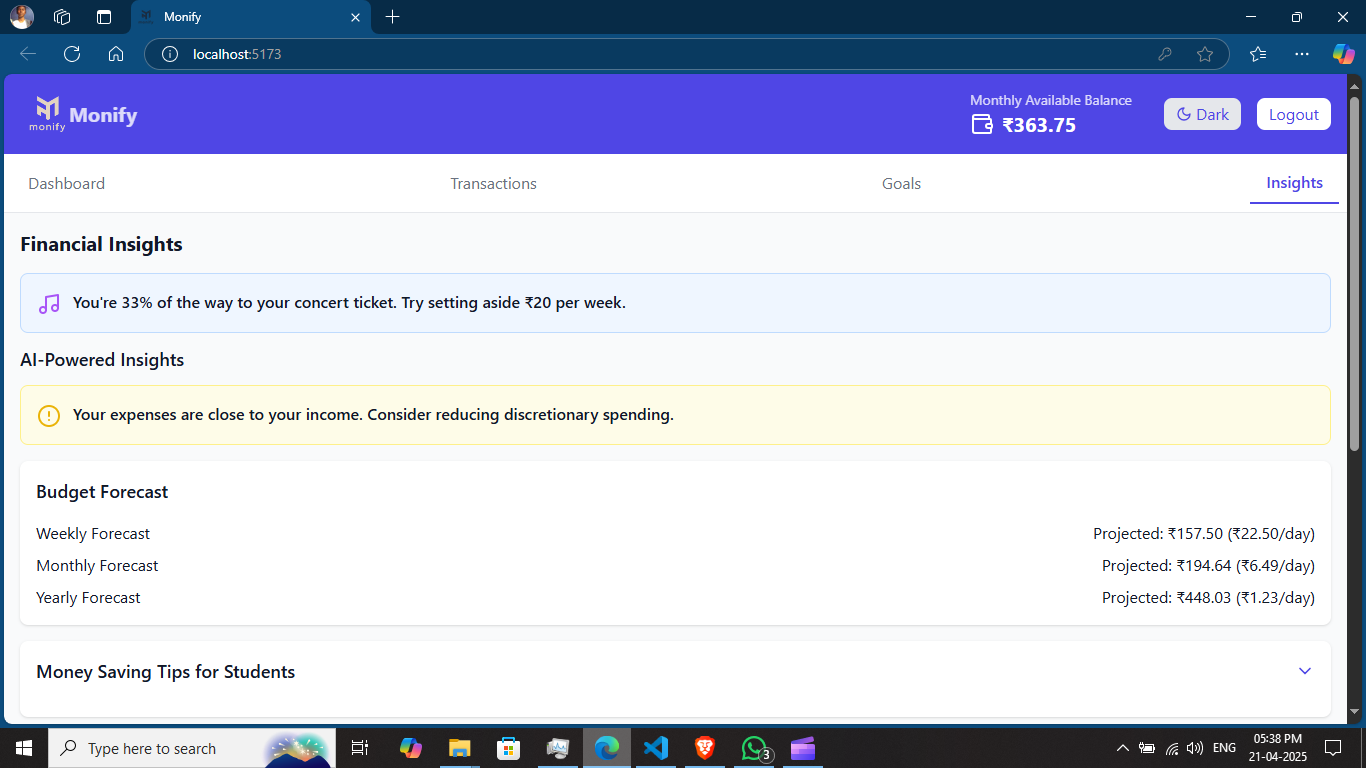 Monify
localhost:5173
monify
Monify
Monthly Available Balance
₹363.75
Dark
Logout
Dashboard
Transactions
Goals
Insights
Financial Insights
You're 33% of the way to your concert ticket. Try setting aside ₹20 per week.
AI-Powered Insights
Your expenses are close to your income. Consider reducing discretionary spending.
Budget Forecast
Weekly Forecast Projected: ₹157.50 (₹22.50/day)
Monthly Forecast Projected: ₹194.64 (₹6.49/day)
Yearly Forecast Projected: ₹448.03 (₹1.23/day)
Money Saving Tips for Students
Type here to search
3
ENG
05:38 PM
21-04-2025